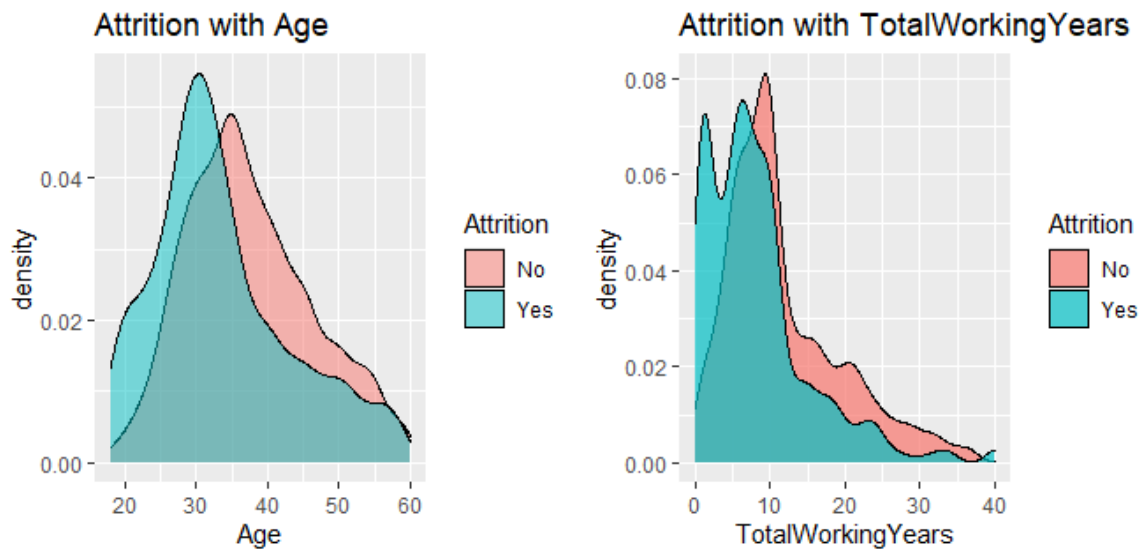 Attrition with Age
density
0.04
0.02
0.00
20 30 40 50 60
Age
Attrition
No
Yes
Attrition with TotalWorkingYears
density
0.08
0.06
0.04
0.02
0.00
0 10 20 30 40
TotalWorkingYears
Attrition
No
Yes